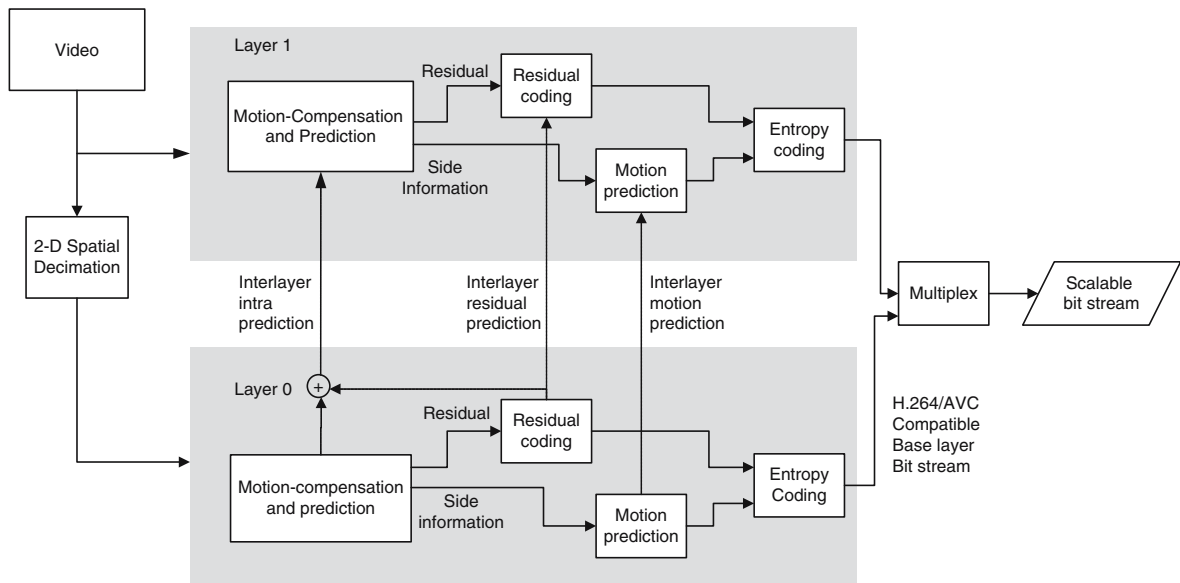 Video
Layer 1
Residual
Residual
coding
Motion-Compensation
and Prediction
Entropy
coding
Side
Information
Motion
prediction
2-D Spatial
Decimation
Interlayer
intra
prediction
Interlayer
residual
prediction
Interlayer
motion
prediction
Multiplex
Scalable
bit stream
Layer 0
+
Residual
Residual
coding
H.264/AVC
Compatible
Base layer
Bit stream
Motion-compensation
and prediction
Entropy
Coding
Side
information
Motion
prediction